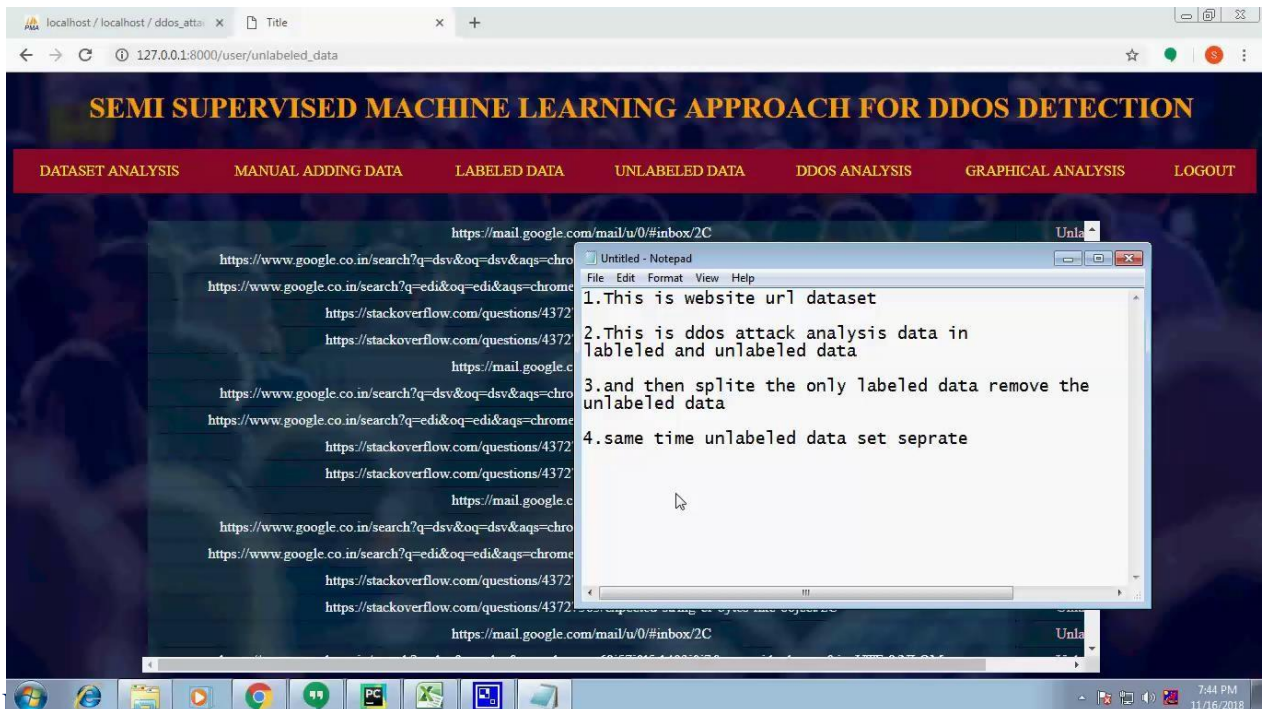 localhost / localhost / ddos_atta
Title
127.0.0.1:8000/user/unlabeled_data
S
SEMI SUPERVISED MACHINE LEARNING APPROACH FOR DDOS DETECTION
DATASET ANALYSIS MANUAL ADDING DATA LABELED DATA UNLABELED DATA DDOS ANALYSIS GRAPHICAL ANALYSIS LOGOUT
https://mail.google.com/mail/u/0/#inbox/2C Unla
https://www.google.co.in/search?q=dsv&oq=dsv&aqs=chro
https://www.google.co.in/search?q=edi&oq=edi&aqs=chrome
https://stackoverflow.com/questions/4372
https://stackoverflow.com/questions/4372
https://mail.google.c
https://www.google.co.in/search?q=dsv&oq=dsv&aqs=chro
https://www.google.co.in/search?q=edi&oq=edi&aqs=chrome
https://stackoverflow.com/questions/4372
https://stackoverflow.com/questions/4372
https://mail.google.c
https://www.google.co.in/search?q=dsv&oq=dsv&aqs=chro
https://www.google.co.in/search?q=edi&oq=edi&aqs=chrome
https://stackoverflow.com/questions/4372
https://stackoverflow.com/questions/4372
https://mail.google.com/mail/u/0/#inbox/2C Unla
Untitled - Notepad
File Edit Format View Help
1.This is website url dataset
2.This is ddos attack analysis data in
lableled and unlabeled data
3.and then splite the only labeled data remove the
unlabeled data
4.same time unlabeled data set seprate
PC
7:44 PM
11/16/2018